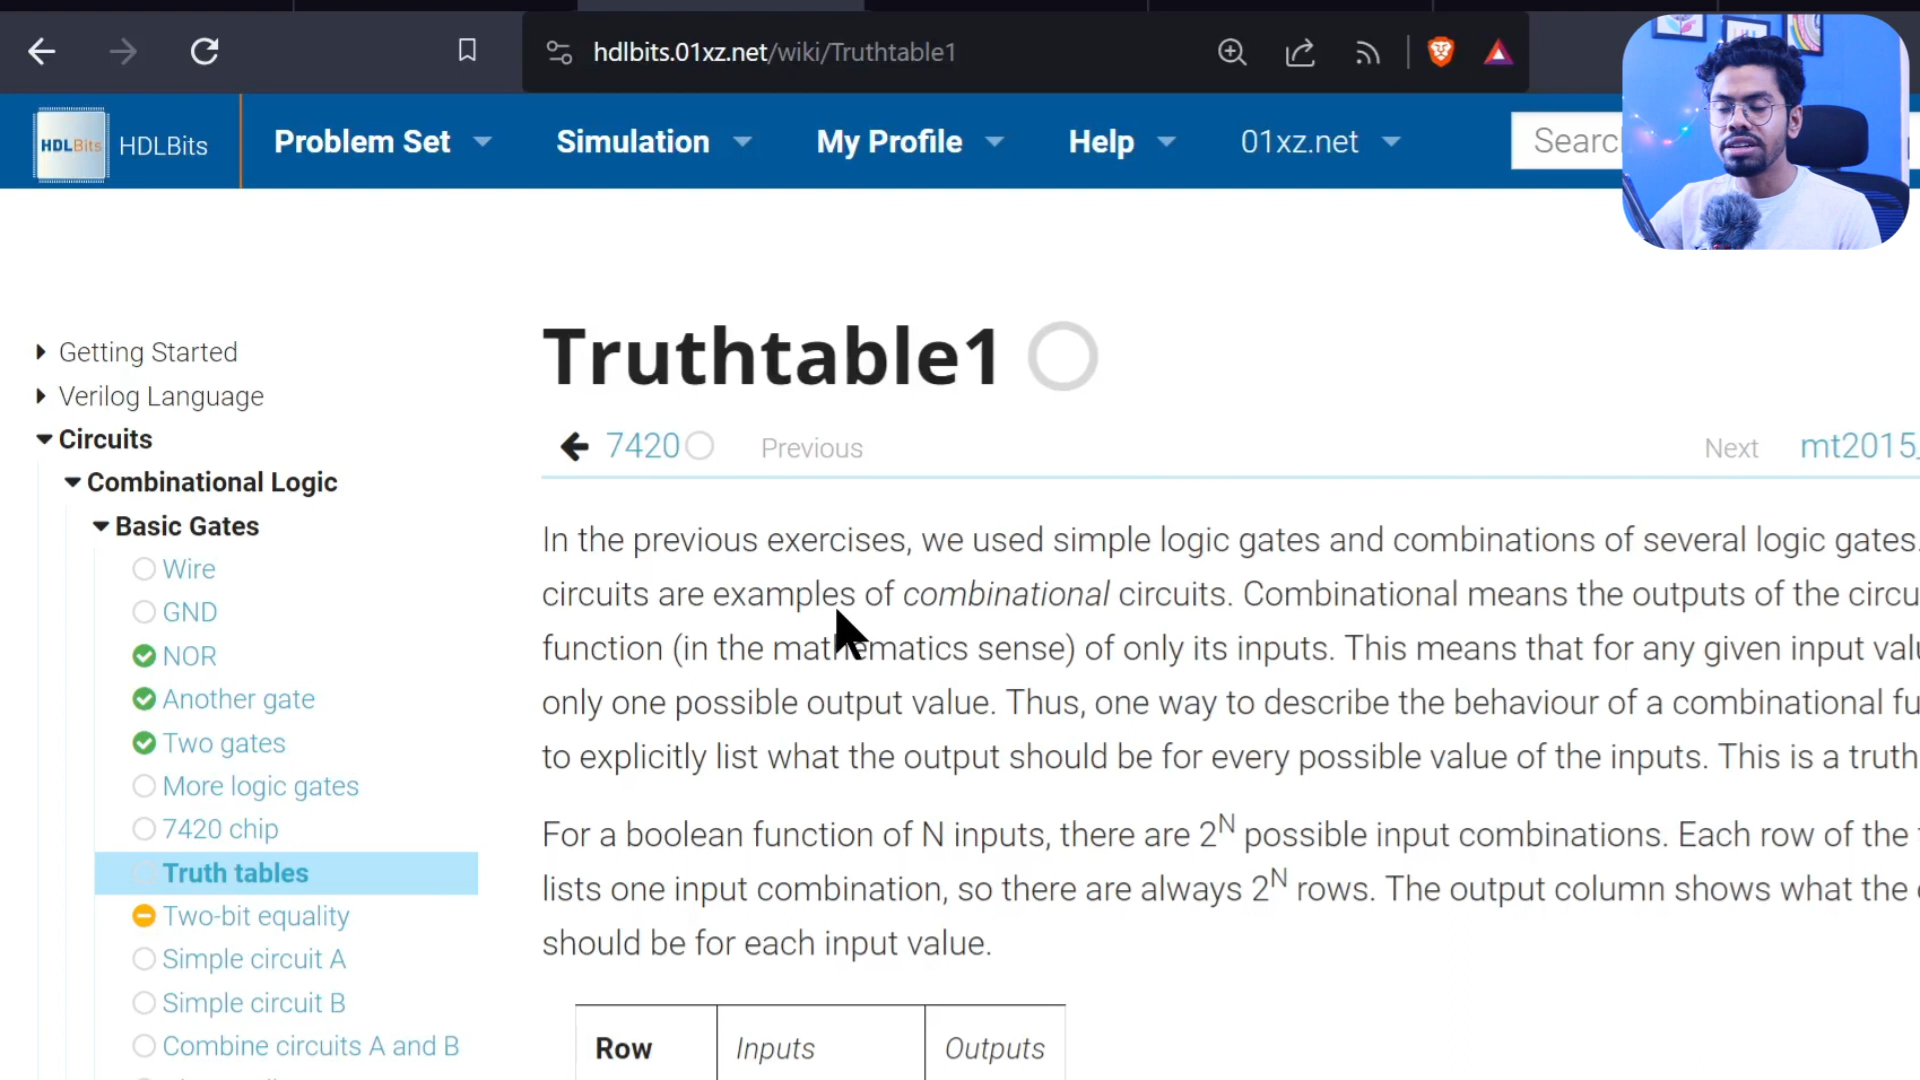 hdlbits.01xz.net/wiki/Truthtable1
HDLBits HDLBits Problem Set Simulation My Profile Help 01xz.net Searc
Getting Started
Verilog Language
Circuits
Combinational Logic
Basic Gates
Wire
GND
NOR
Another gate
Two gates
More logic gates
7420 chip
Truth tables
Two-bit equality
Simple circuit A
Simple circuit B
Combine circuits A and B
Truthtable1
7420 Previous Next mt2015_
In the previous exercises, we used simple logic gates and combinations of several logic gates.
circuits are examples of combinational circuits. Combinational means the outputs of the circu
function (in the mathematics sense) of only its inputs. This means that for any given input valu
only one possible output value. Thus, one way to describe the behaviour of a combinational fu
to explicitly list what the output should be for every possible value of the inputs. This is a truth
For a boolean function of N inputs, there are 2^N possible input combinations. Each row of the
lists one input combination, so there are always 2^N rows. The output column shows what the
should be for each input value.
Row Inputs Outputs